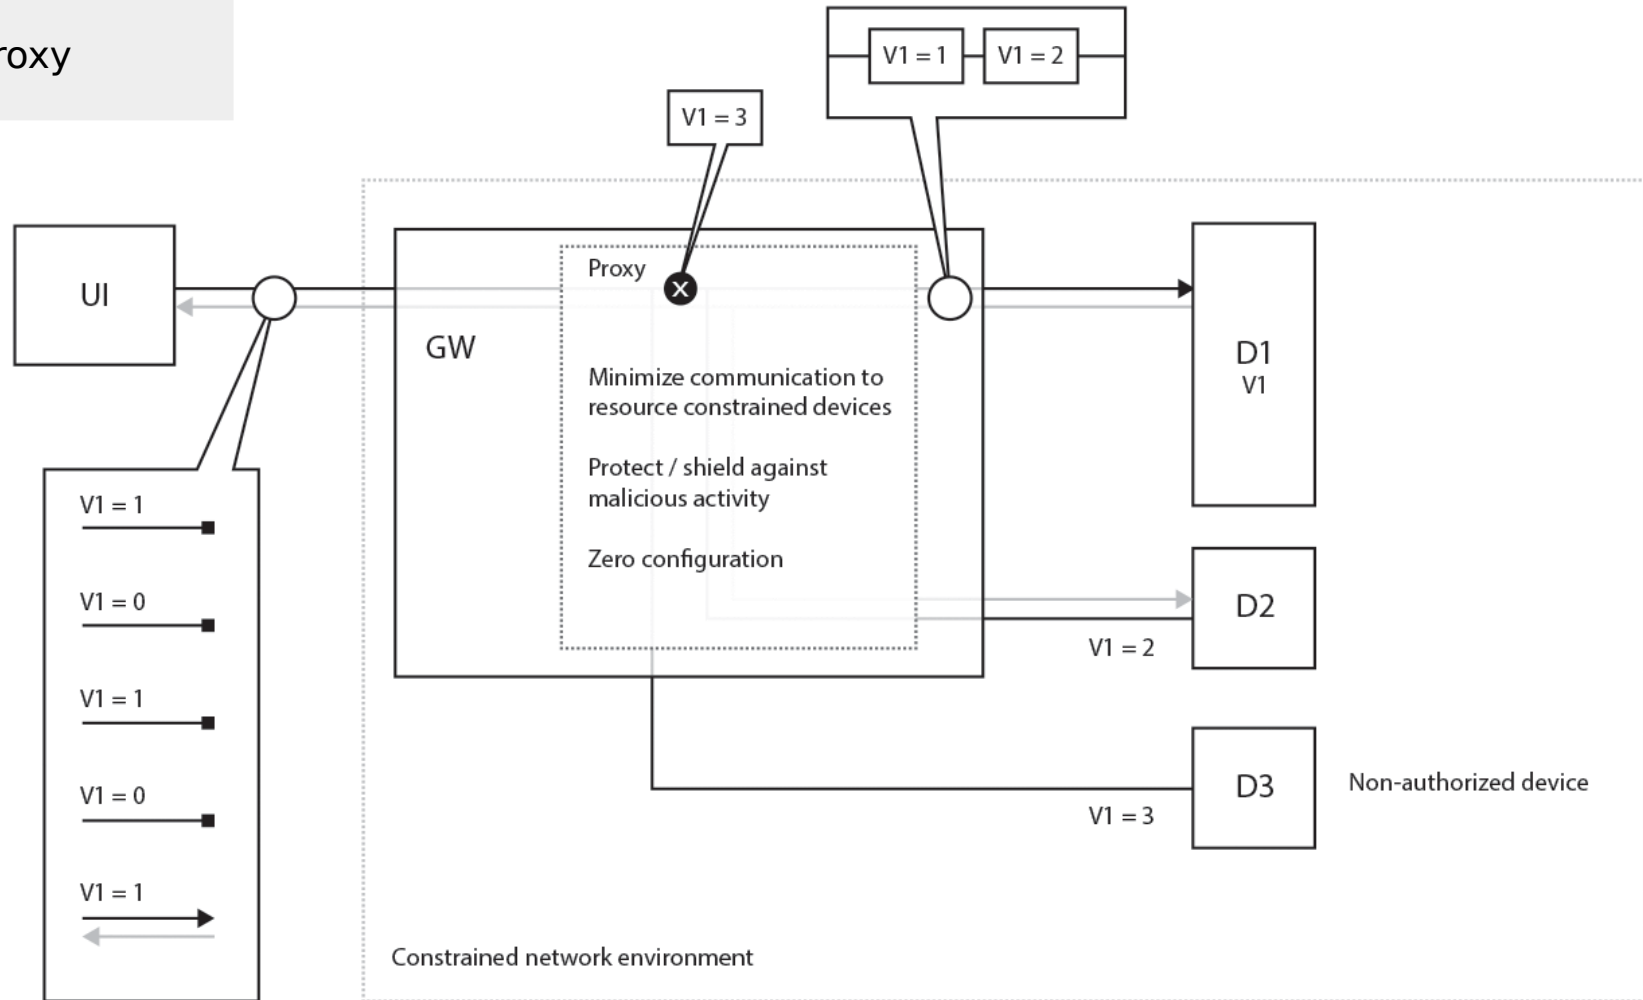 roxy
V1 = 1
V1 = 2
V1 = 3
UI
Proxy
GW
Minimize communication to
resource constrained devices
Protect / shield against
malicious activity
Zero configuration
D1
V1
D2
V1 = 2
D3
Non-authorized device
V1 = 3
V1 = 1
V1 = 0
V1 = 1
V1 = 0
V1 = 1
Constrained network environment